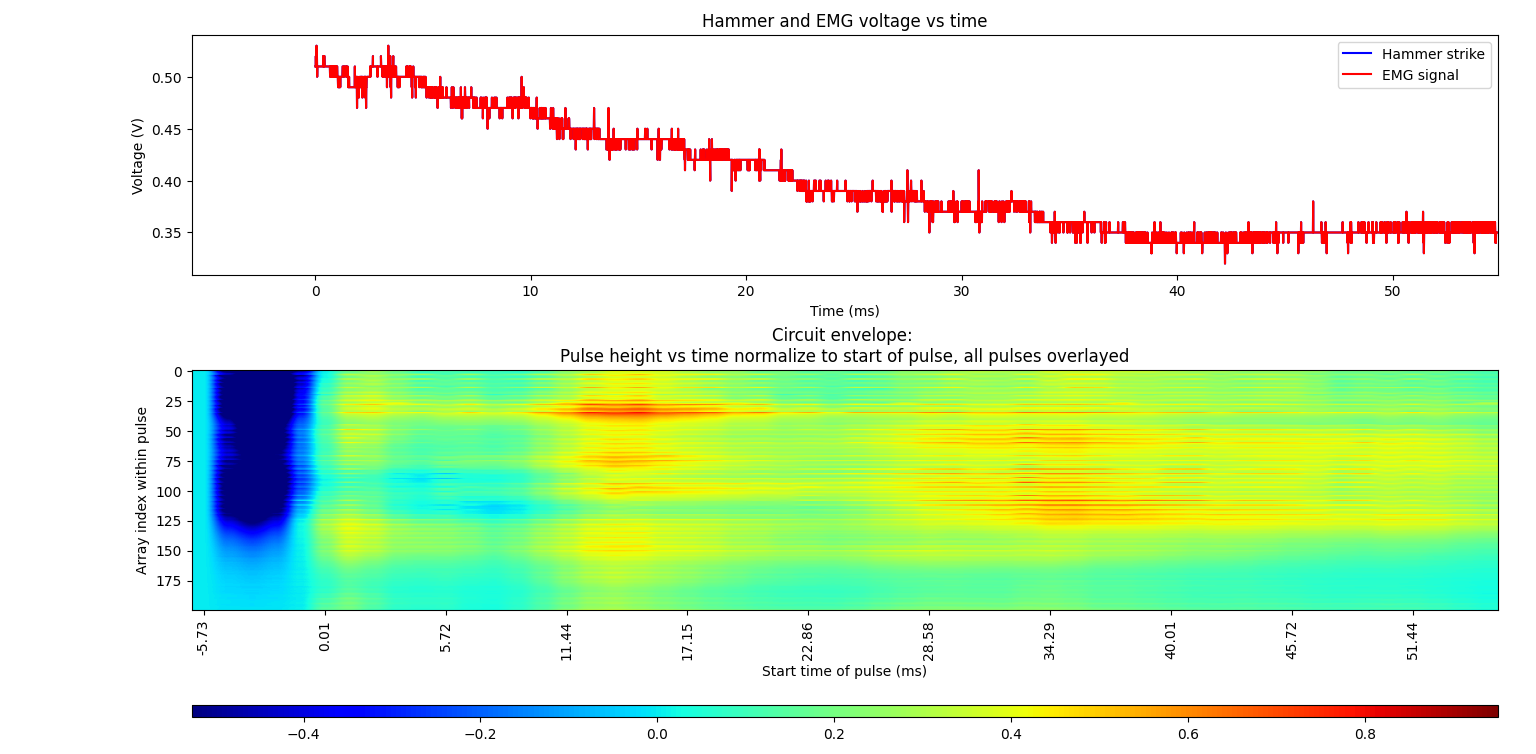 Hammer and EMG voltage vs time
Hammer strike
EMG signal
0.50
0.45
0.40
0.35
Voltage (V)
0 10 20 30 40 50
Time (ms)
Circuit envelope:
Pulse height vs time normalize to start of pulse, all pulses overlayed
0
25
50
75
100
125
150
175
Array index within pulse
-5.73 0.01 5.72 11.44 17.15 22.86 28.58 34.29 40.01 45.72 51.44
Start time of pulse (ms)
−0.4 −0.2 0.0 0.2 0.4 0.6 0.8